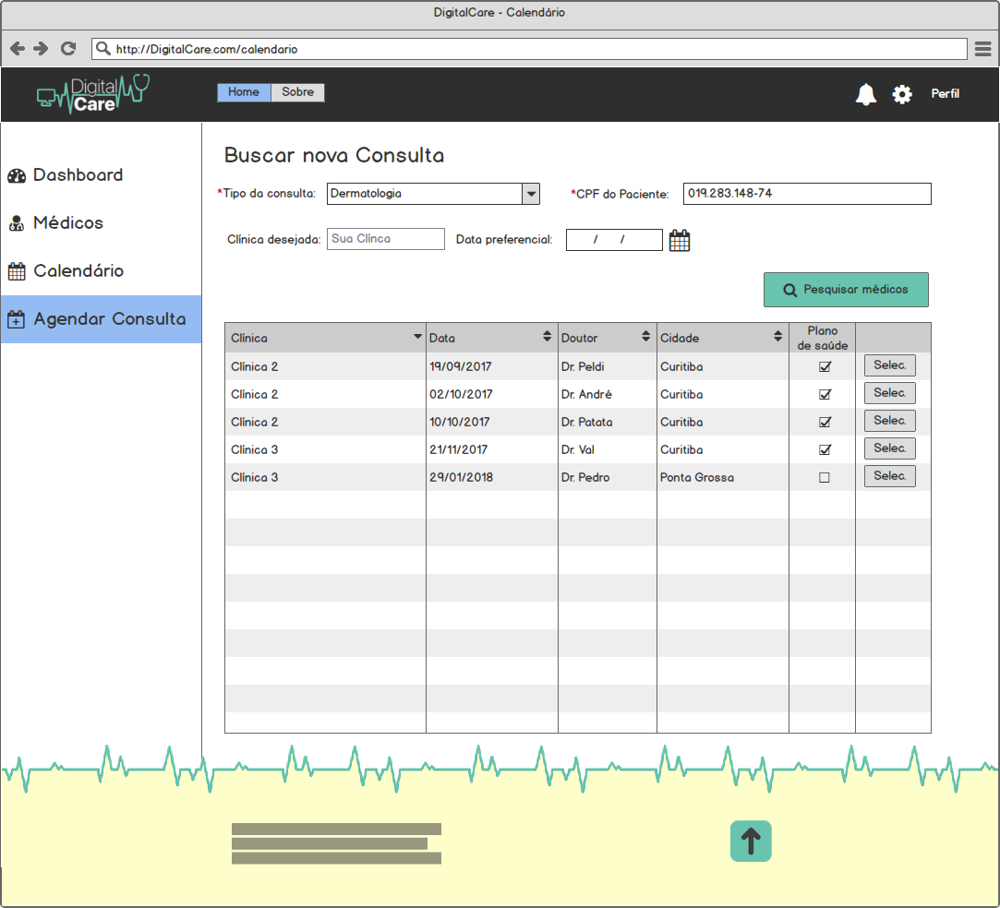 DigitalCare - Calendário
http://DigitalCare.com/calendario
Digital
Care
Home Sobre
Perfil
Dashboard
Médicos
Calendário
Agendar Consulta
Buscar nova Consulta
*Tipo da consulta: Dermatologia *CPF do Paciente: 019.283.148-74
Clínica desejada: Sua Clínca Data preferencial: / /
Pesquisar médicos
Clínica Data Doutor Cidade Plano
de saúde
Clínica 2 19/09/2017 Dr. Peldi Curitiba Selec.
Clínica 2 02/10/2017 Dr. André Curitiba Selec.
Clínica 2 10/10/2017 Dr. Patata Curitiba Selec.
Clínica 3 21/11/2017 Dr. Val Curitiba Selec.
Clínica 3 29/01/2018 Dr. Pedro Ponta Grossa Selec.